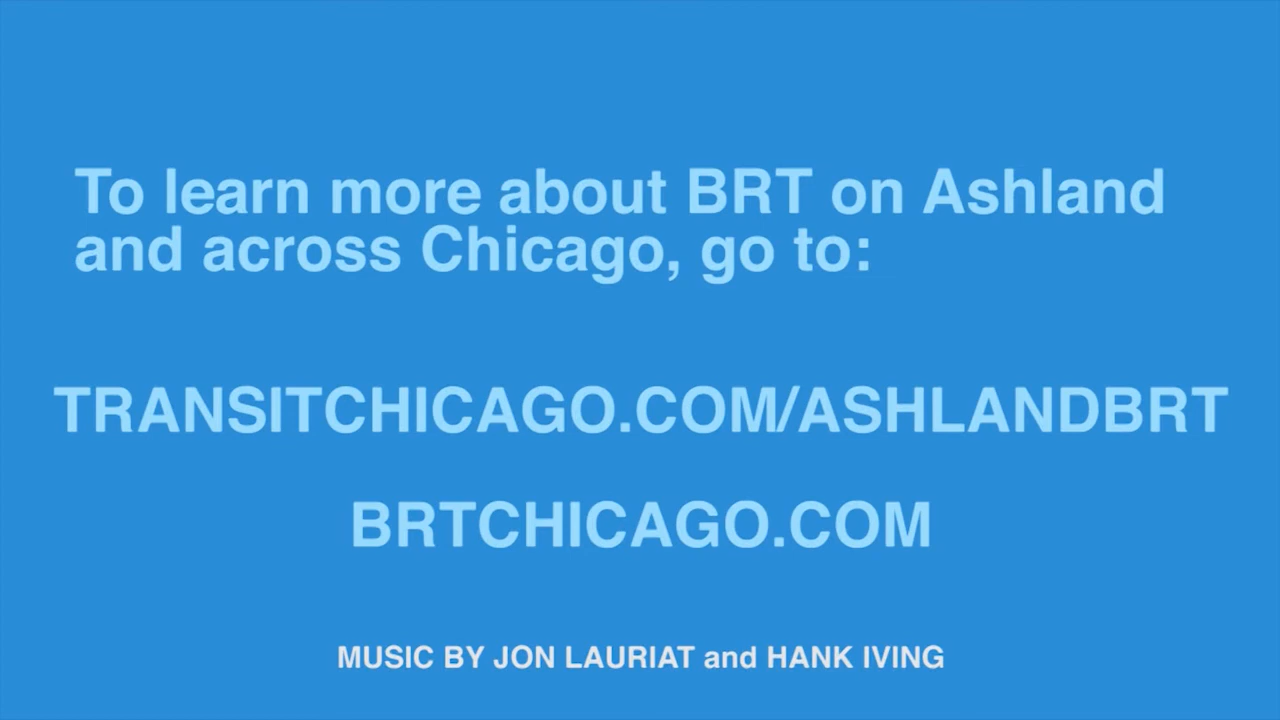 To learn more about BRT on Ashland
and across Chicago, go to:
TRANSITCHICAGO.COM/ASHLANDBRT
BRTCHICAGO.COM
MUSIC BY JON LAURIAT and HANK IVING